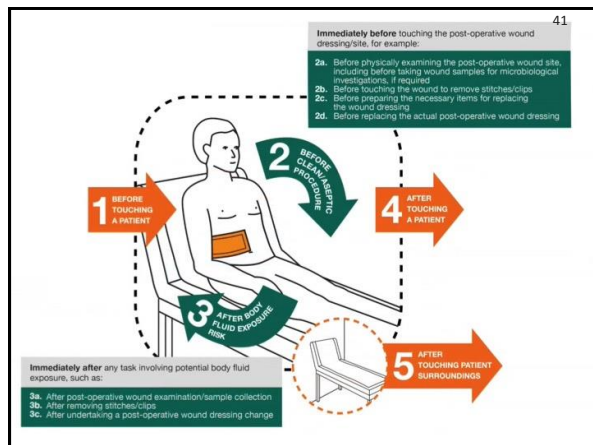 41
Immediately before touching the post-operative wound
dressing/site, for example:
2a. Before physically examining the post-operative wound site,
including before taking wound samples for microbiological
investigations, if required
2b. Before touching the wound to remove stitches/clips
2c. Before preparing the necessary items for replacing
the wound dressing
2d. Before replacing the actual post-operative wound dressing
1 BEFORE
TOUCHING
A PATIENT
2 BEFORE
CLEAN/ASEPTIC
PROCEDURE
3 AFTER BODY
FLUID EXPOSURE
RISK
4 AFTER
TOUCHING
A PATIENT
5 AFTER
TOUCHING PATIENT
SURROUNDINGS
Immediately after any task involving potential body fluid
exposure, such as:
3a. After post-operative wound examination/sample collection
3b. After removing stitches/clips
3c. After undertaking a post-operative wound dressing change